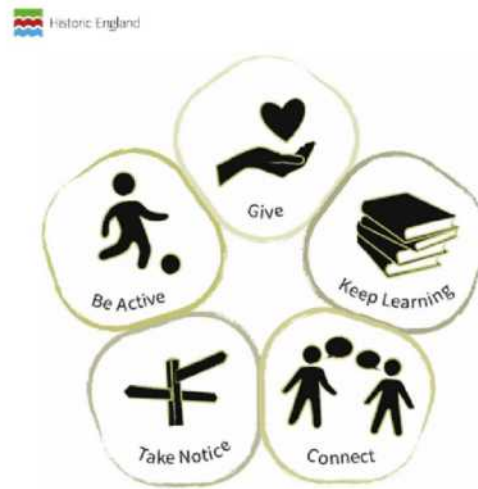 Historic England
Give
Be Active
Keep Learning
Take Notice
Connect